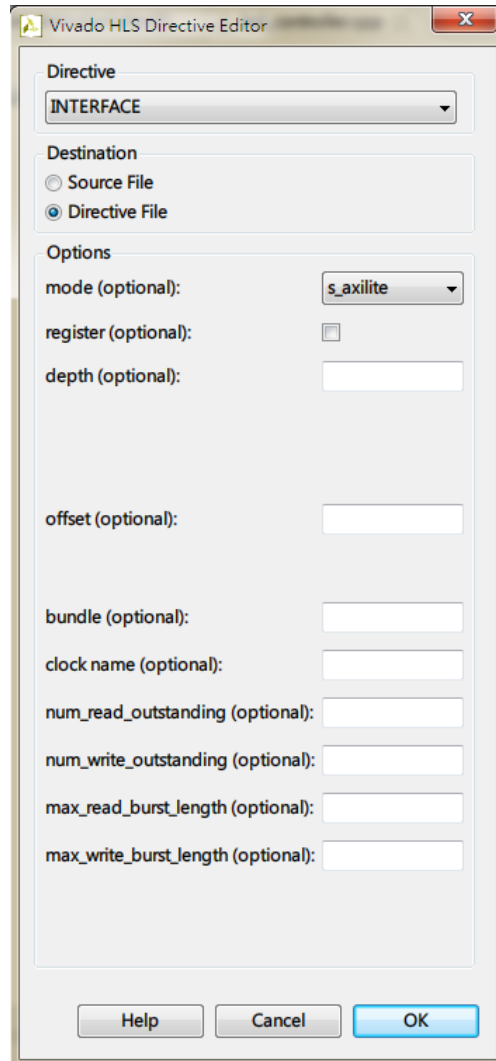 Vivado HLS Directive Editor
Directive
INTERFACE
Destination
Source File
Directive File
Options
mode (optional): s_axilite
register (optional):
depth (optional):
offset (optional):
bundle (optional):
clock name (optional):
num_read_outstanding (optional):
num_write_outstanding (optional):
max_read_burst_length (optional):
max_write_burst_length (optional):
Help Cancel OK